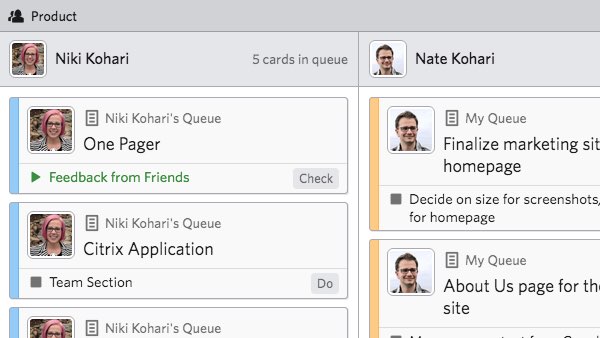 Product
Niki Kohari
5 cards in queue
Niki Kohari's Queue
One Pager
Feedback from Friends
Check
Niki Kohari's Queue
Citrix Application
Team Section
Do
Niki Kohari's Queue
Nate Kohari
My Queue
Finalize marketing sit
homepage
Decide on size for screenshots,
for homepage
My Queue
About Us page for the
site